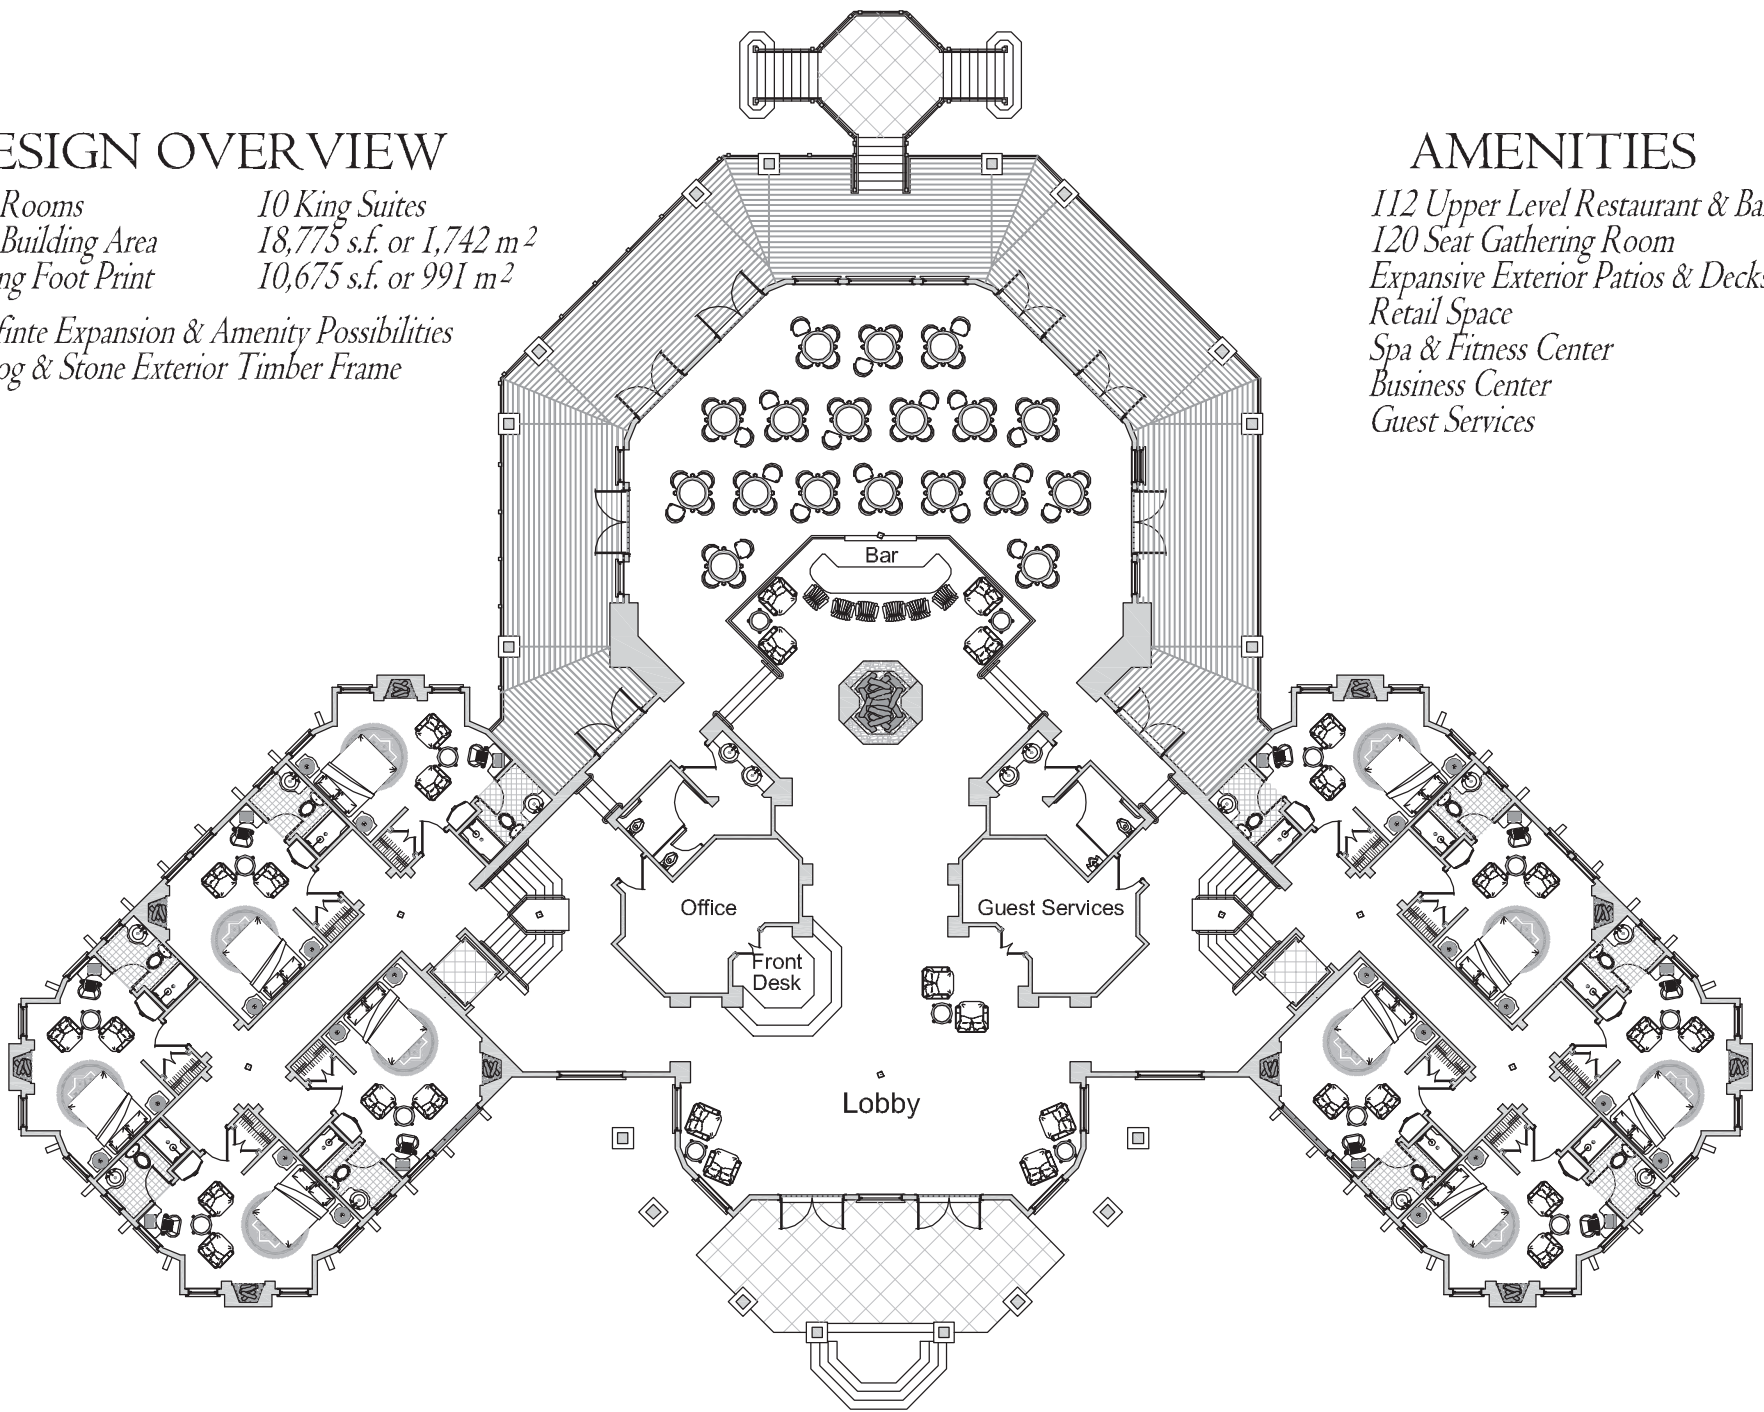 ESIGN OVERVIEW
Rooms 10 King Suites
Building Area 18,775 s.f. or 1,742 m²
ng Foot Print 10,675 s.f. or 991 m²
finte Expansion & Amenity Possibilities
og & Stone Exterior Timber Frame
AMENITIES
112 Upper Level Restaurant & Ba
120 Seat Gathering Room
Expansive Exterior Patios & Decks
Retail Space
Spa & Fitness Center
Business Center
Guest Services
Bar
Office
Guest Services
Front
Desk
Lobby